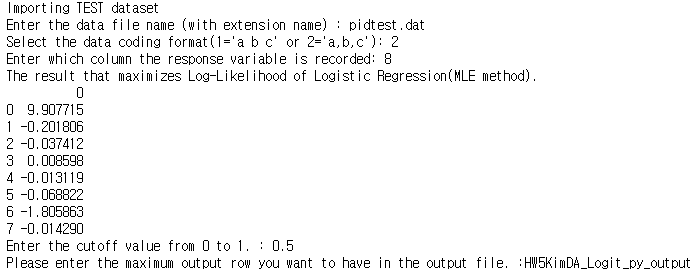 Importing TEST dataset
Enter the data file name (with extension name) : pidtest.dat
Select the data coding format(1='a b c' or 2='a,b,c'): 2
Enter which column the response variable is recorded: 8
The result that maximizes Log-Likelihood of Logistic Regression(MLE method).
0
0 9.907715
1 -0.201806
2 -0.037412
3 0.008598
4 -0.013119
5 -0.068822
6 -1.805863
7 -0.014290
Enter the cutoff value from 0 to 1. : 0.5
Please enter the maximum output row you want to have in the output file. :HW5KimDA_Logit_py_output